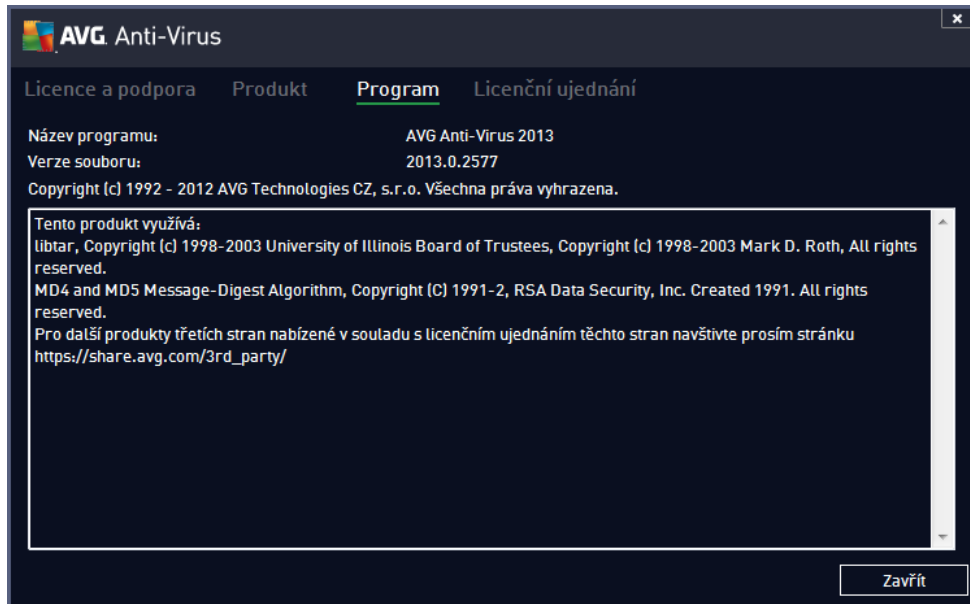 AVG. Anti-Virus
Licence a podpora Produkt Program Licenční ujednání
Název programu: AVG Anti-Virus 2013
Verze souboru: 2013.0.2577
Copyright (c) 1992 - 2012 AVG Technologies CZ, s.r.o. Všechna práva vyhrazena.
Tento produkt využívá:
libtar, Copyright (c) 1998-2003 University of Illinois Board of Trustees, Copyright (c) 1998-2003 Mark D. Roth, All rights
reserved.
MD4 and MD5 Message-Digest Algorithm, Copyright (C) 1991-2, RSA Data Security, Inc. Created 1991. All rights
reserved.
Pro další produkty třetích stran nabízené v souladu s licenčním ujednáním těchto stran navštivte prosím stránku
https://share.avg.com/3rd_party/
Zavřít